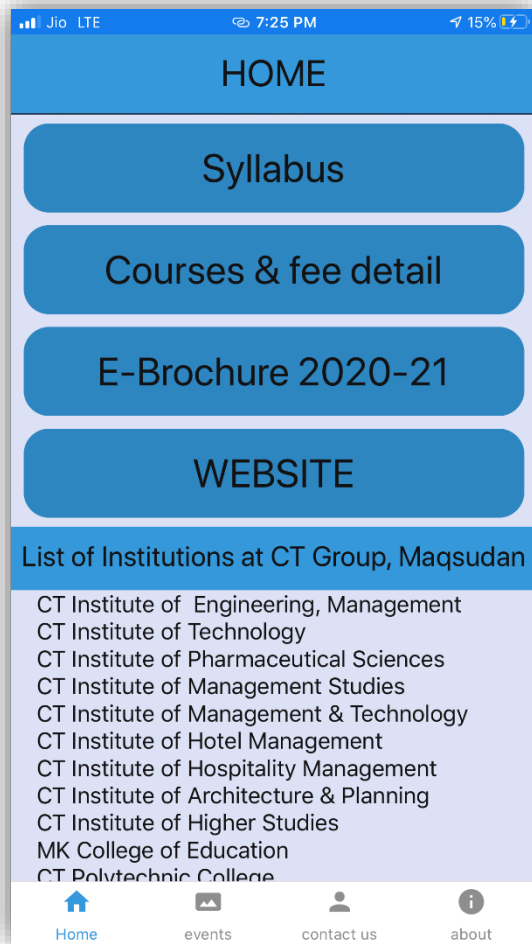 Jio LTE 7:25 PM 15%
HOME
Syllabus
Courses & fee detail
E-Brochure 2020-21
WEBSITE
List of Institutions at CT Group, Maqsudan
CT Institute of Engineering, Management
CT Institute of Technology
CT Institute of Pharmaceutical Sciences
CT Institute of Management Studies
CT Institute of Management & Technology
CT Institute of Hotel Management
CT Institute of Hospitality Management
CT Institute of Architecture & Planning
CT Institute of Higher Studies
MK College of Education
CT Polytechnic College
Home events contact us about